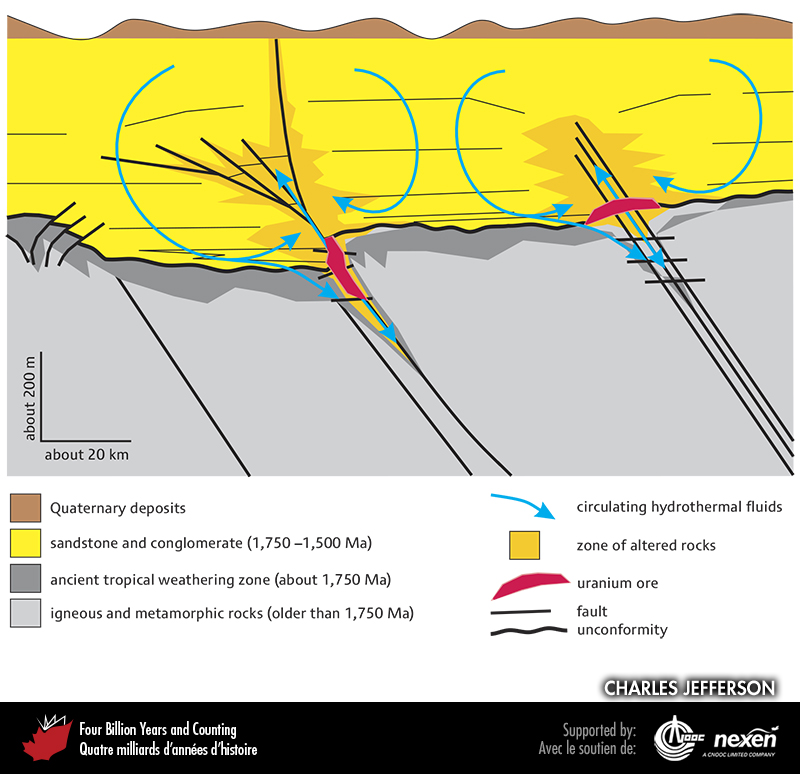 about 200 m
about 20 km
Quaternary deposits
sandstone and conglomerate (1,750 –1,500 Ma)
ancient tropical weathering zone (about 1,750 Ma)
igneous and metamorphic rocks (older than 1,750 Ma)
circulating hydrothermal fluids
zone of altered rocks
uranium ore
fault
unconformity
CHARLES JEFFERSON
Four Billion Years and Counting
Quatre milliards d'années d'histoire
Supported by:
Avec le soutien de:
CNOOC
nexen
A CNOOC LIMITED COMPANY